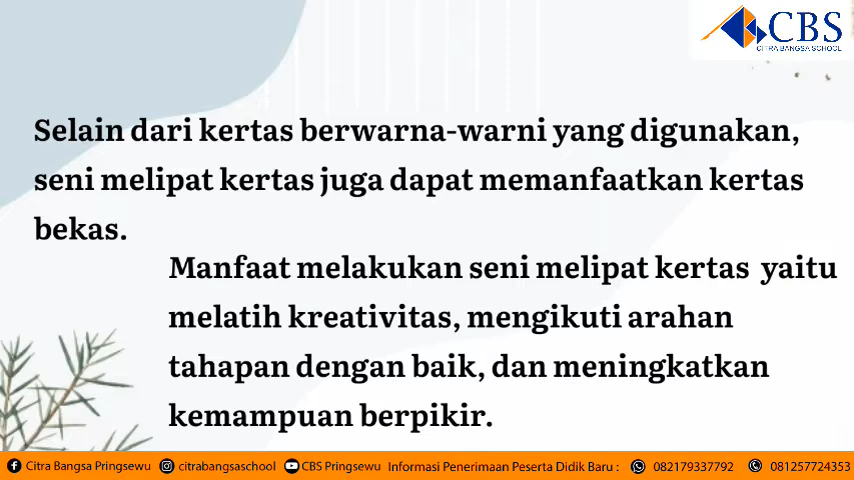 CBS
CITRA BANGSA SCHOOL
Selain dari kertas berwarna-warni yang digunakan,
seni melipat kertas juga dapat memanfaatkan kertas
bekas.
Manfaat melakukan seni melipat kertas yaitu
melatih kreativitas, mengikuti arahan
tahapan dengan baik, dan meningkatkan
kemampuan berpikir.
Citra Bangsa Pringsewu citrabangsaschool CBS Pringsewu Informasi Penerimaan Peserta Didik Baru : 082179337792 081257724353